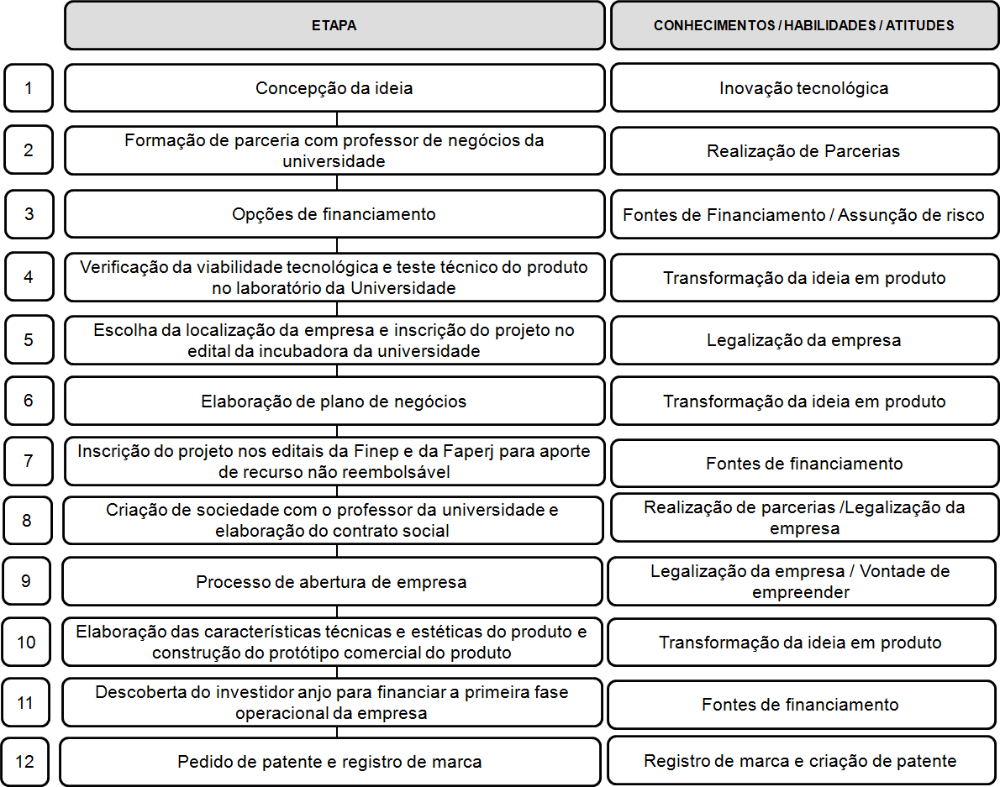 ETAPA
CONHECIMENTOS / HABILIDADES / ATITUDES
1
Concepção da ideia
Inovação tecnológica
2
Formação de parceria com professor de negócios da
universidade
Realização de Parcerias
3
Opções de financiamento
Fontes de Financiamento / Assunção de risco
4
Verificação da viabilidade tecnológica e teste técnico do produto
no laboratório da Universidade
Transformação da ideia em produto
5
Escolha da localização da empresa e inscrição do projeto no
edital da incubadora da universidade
Legalização da empresa
6
Elaboração de plano de negócios
Transformação da ideia em produto
7
Inscrição do projeto nos editais da Finep e da Faperj para aporte
de recurso não reembolsável
Fontes de financiamento
8
Criação de sociedade com o professor da universidade e
elaboração do contrato social
Realização de parcerias /Legalização da
empresa
9
Processo de abertura de empresa
Legalização da empresa / Vontade de
empreender
10
Elaboração das características técnicas e estéticas do produto e
construção do protótipo comercial do produto
Transformação da ideia em produto
11
Descoberta do investidor anjo para financiar a primeira fase
operacional da empresa
Fontes de financiamento
12
Pedido de patente e registro de marca
Registro de marca e criação de patente